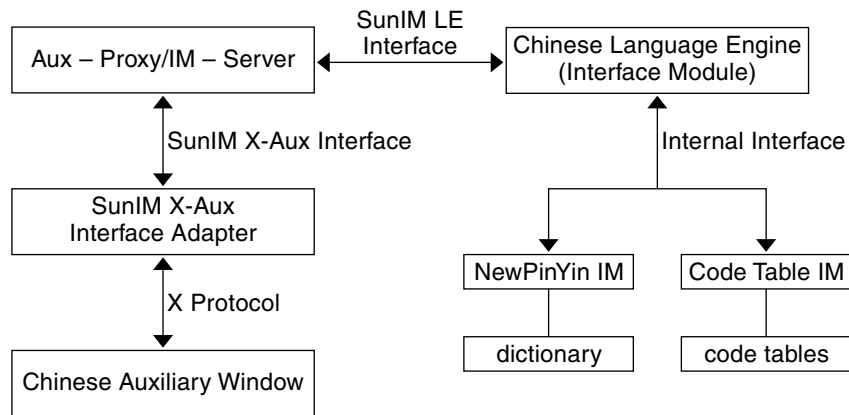 SunIM LE
Interface
Aux – Proxy/IM – Server
Chinese Language Engine
(Interface Module)
SunIM X-Aux Interface
Internal Interface
SunIM X-Aux
Interface Adapter
NewPinYin IM
Code Table IM
X Protocol
dictionary
code tables
Chinese Auxiliary Window